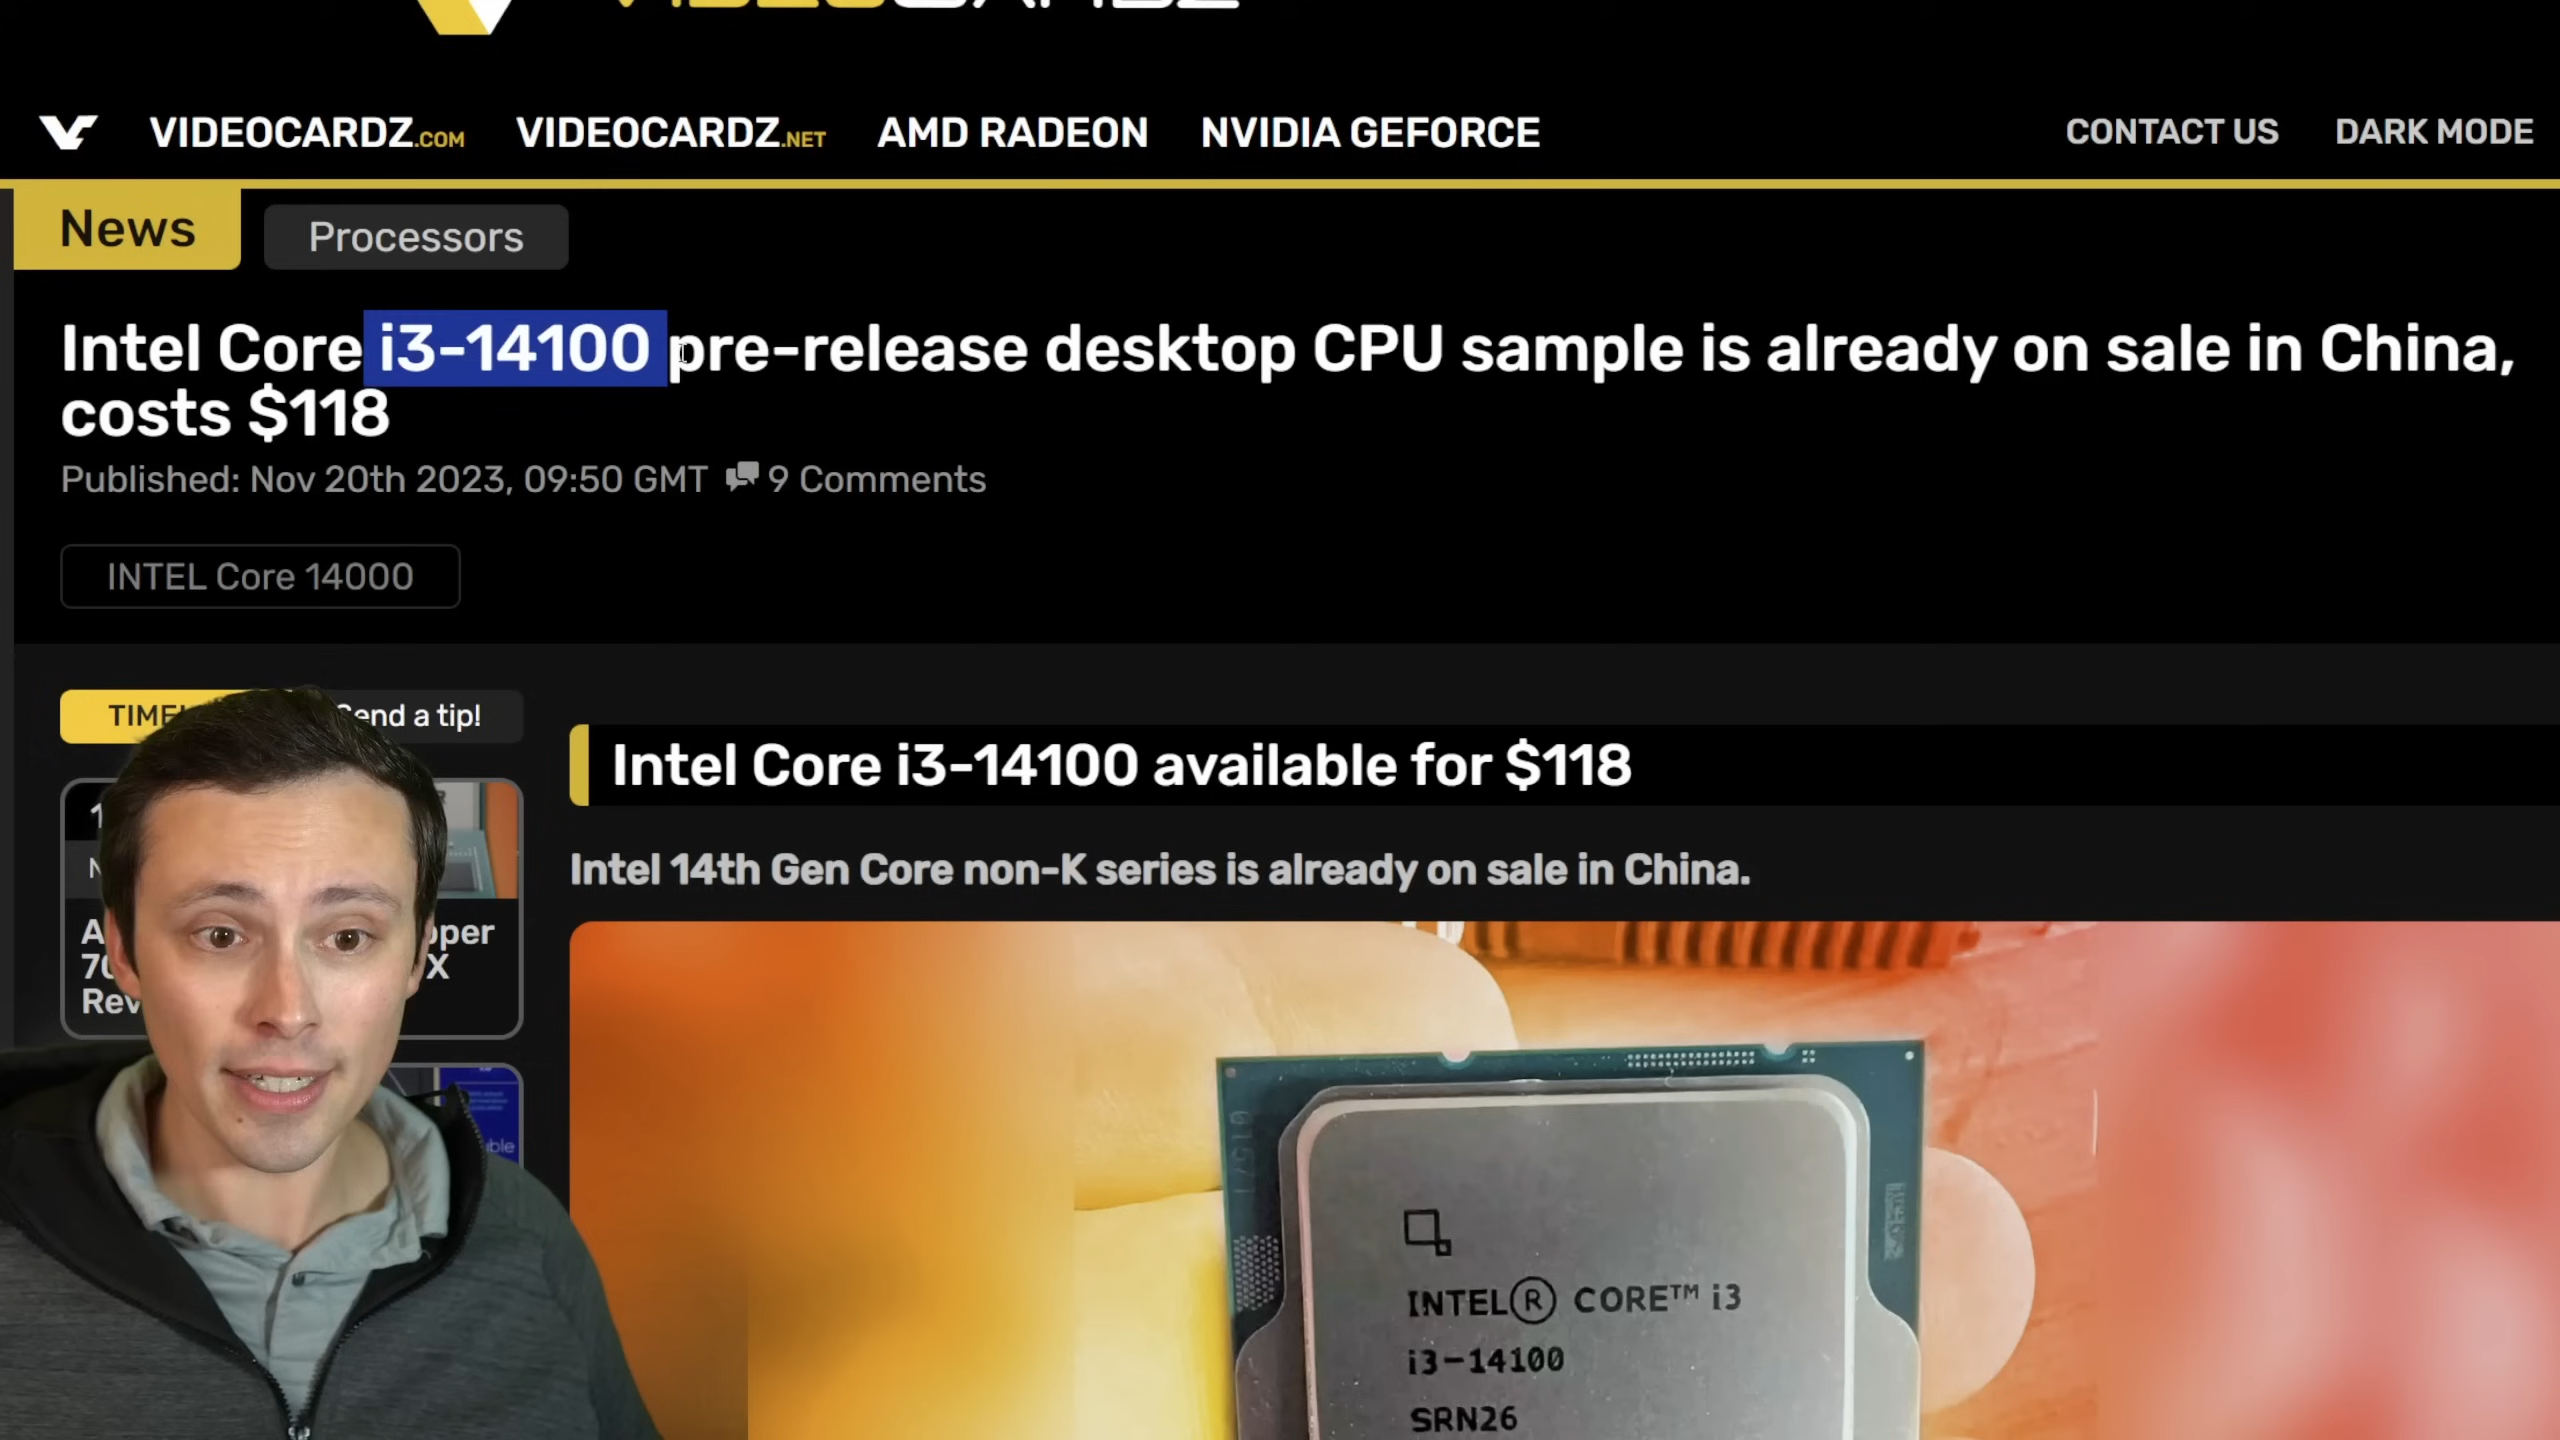 VIDEOCARDZ.COM VIDEOCARDZ.NET AMD RADEON NVIDIA GEFORCE CONTACT US DARK MODE
News Processors
Intel Core i3-14100 pre-release desktop CPU sample is already on sale in China,
costs $118
Published: Nov 20th 2023, 09:50 GMT 9 Comments
INTEL Core 14000
Send a tip!
Intel Core i3-14100 available for $118
Intel 14th Gen Core non-K series is already on sale in China.
INTEL® CORE™ i3
i3-14100
SRN26